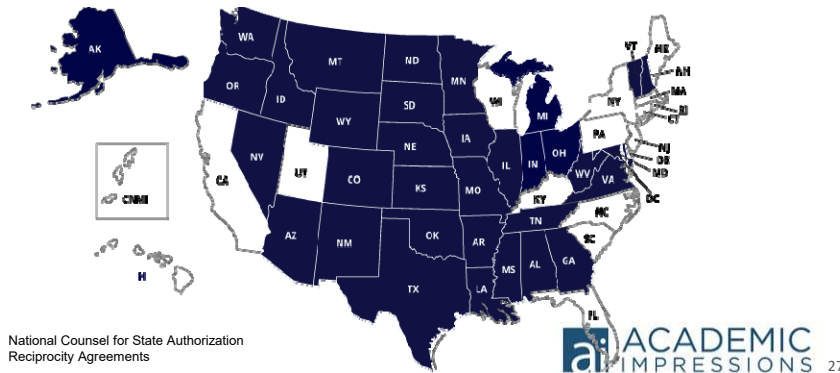 AK
WA
MT
ND
MN
VT
ME
OR
ID
SD
WI
NY
MA
RI
CT
WY
MI
IA
PA
NE
NJ
NV
UT
CO
IL
IN
OH
DE
MD
CA
KS
MO
WV
VA
DC
KY
CNMI
TN
NC
AZ
NM
OK
AR
SC
MS
AL
GA
H
TX
LA
FL
National Counsel for State Authorization
Reciprocity Agreements
ai ACADEMIC
IMPRESSIONS
27